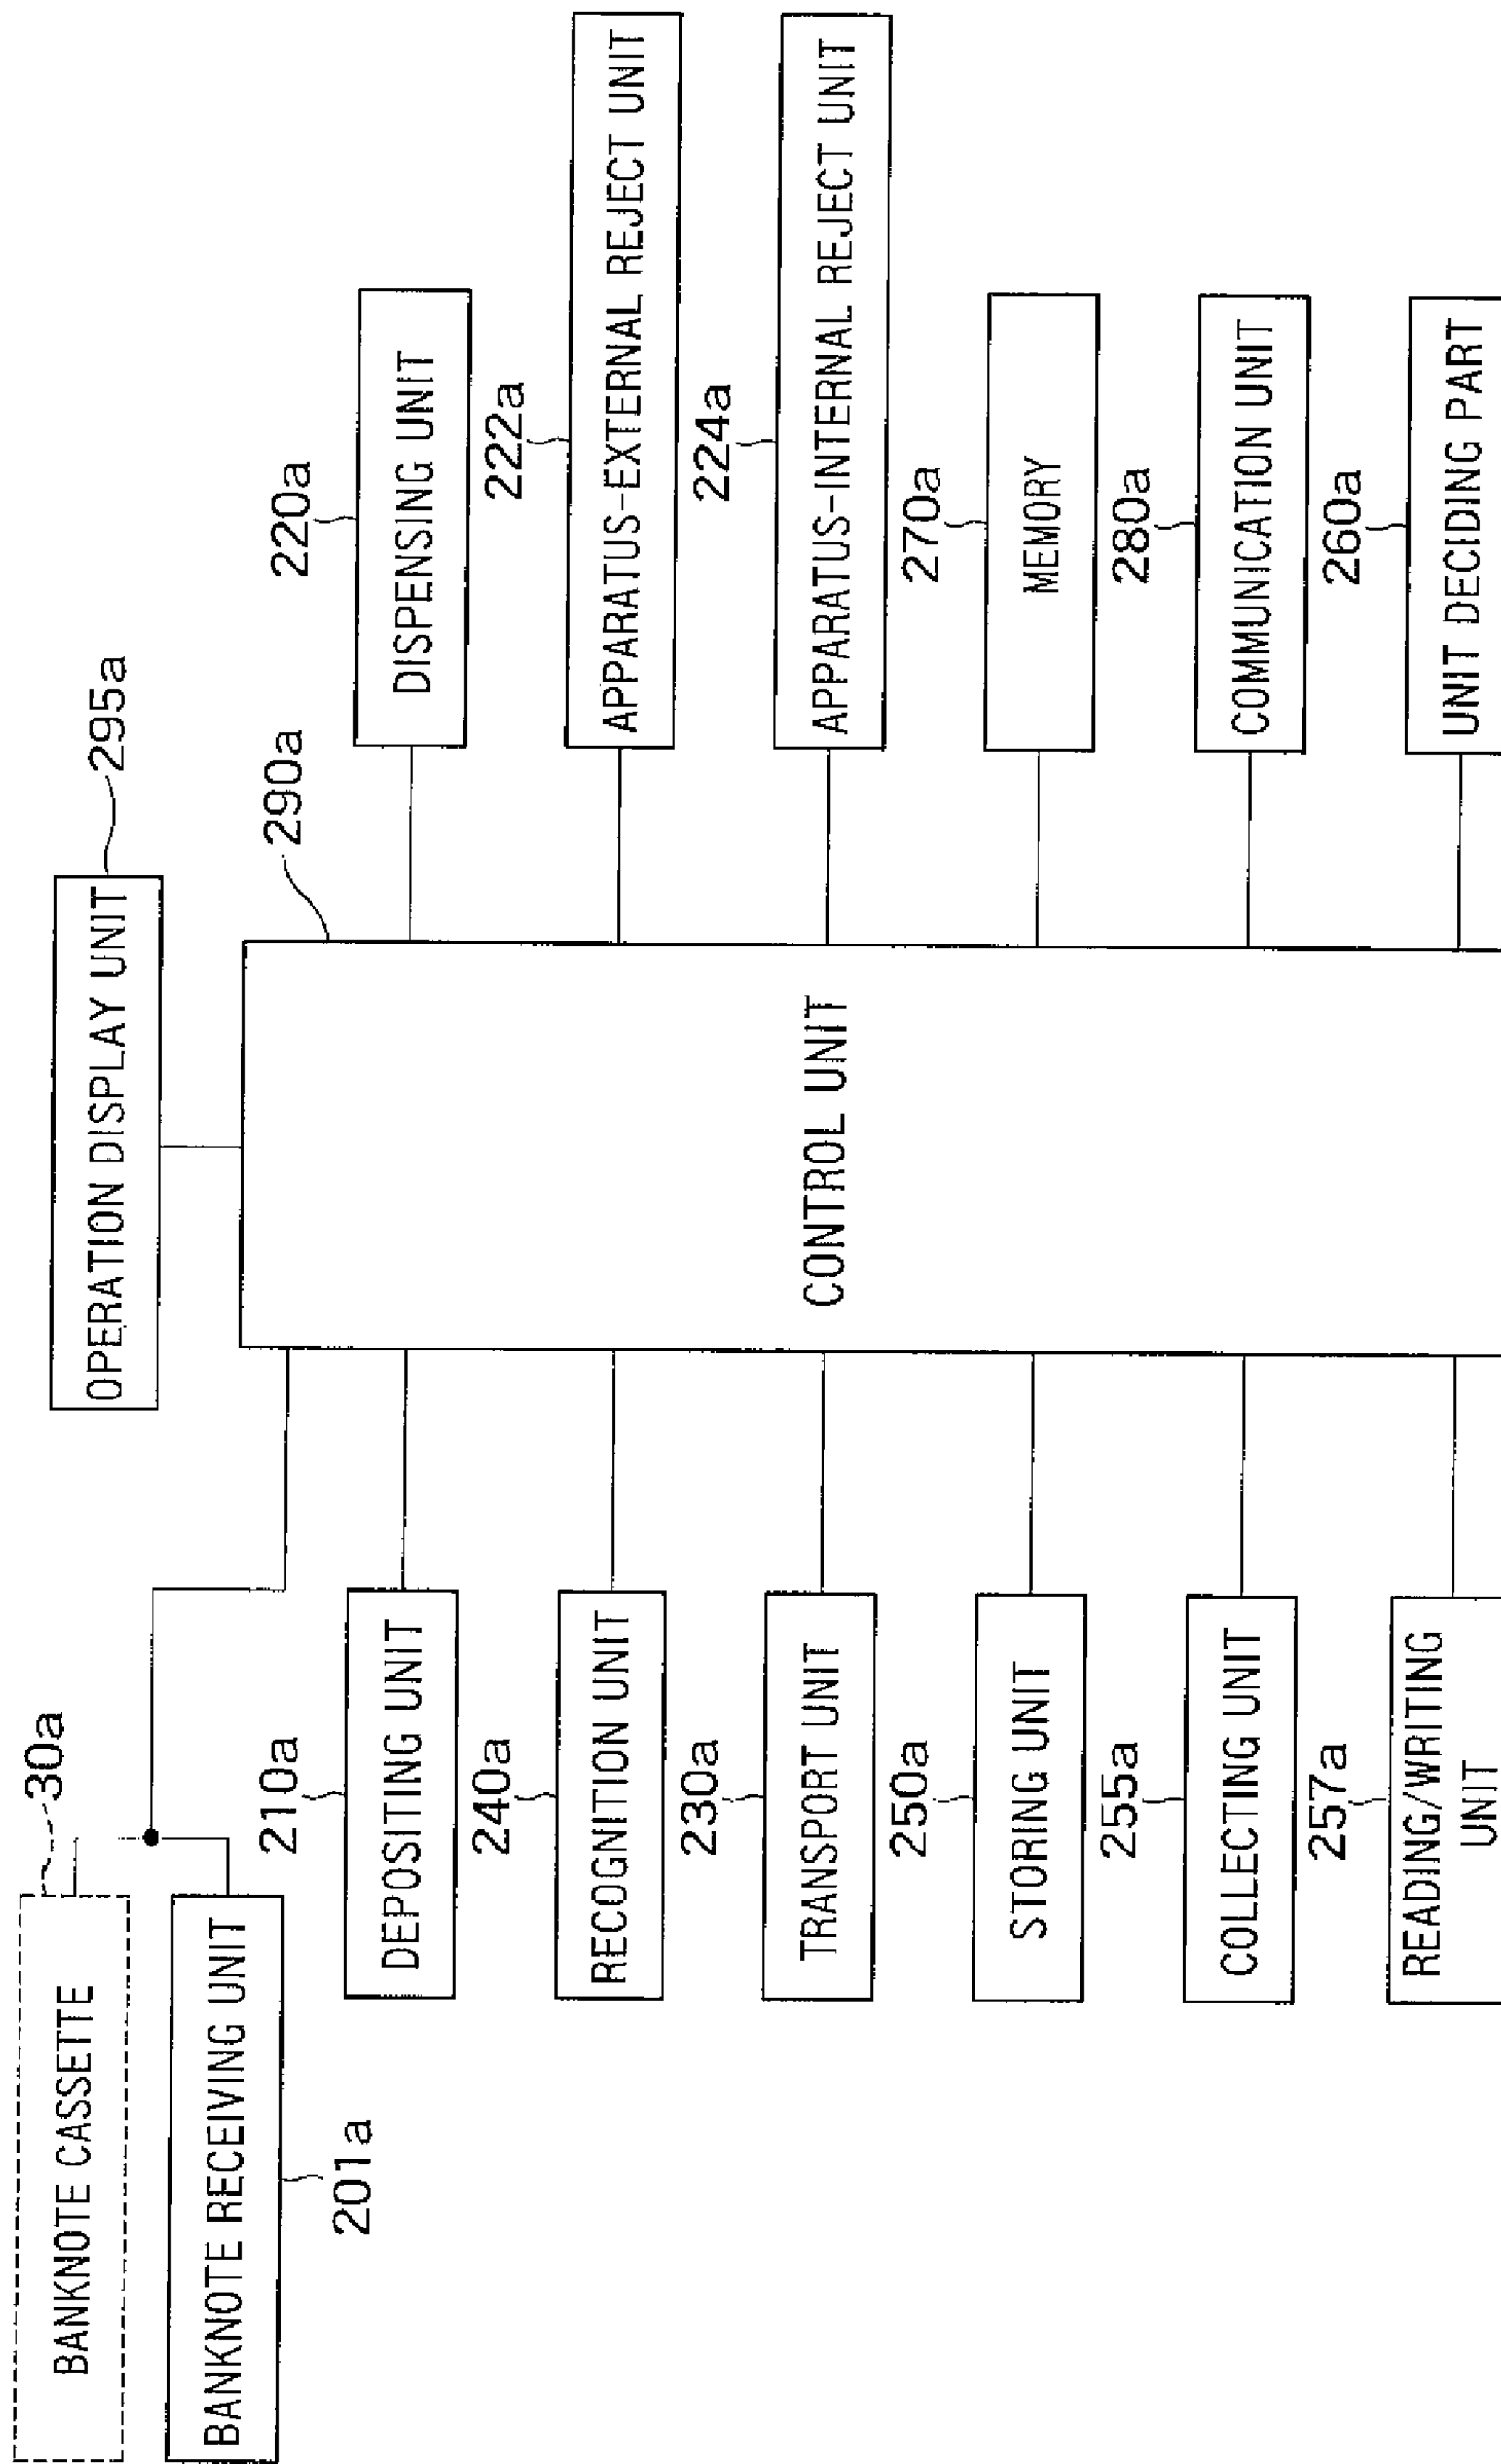 30a
BANKNOTE CASSETTE
BANKNOTE RECEIVING UNIT
201a
OPERATION DISPLAY UNIT
295a
290a
CONTROL UNIT
210a
DEPOSITING UNIT
240a
RECOGNITION UNIT
230a
TRANSPORT UNIT
250a
STORING UNIT
255a
COLLECTING UNIT
257a
READING/WRITING
UNIT
220a
DISPENSING UNIT
222a
APPARATUS-EXTERNAL REJECT UNIT
224a
APPARATUS-INTERNAL REJECT UNIT
270a
MEMORY
280a
COMMUNICATION UNIT
260a
UNIT DECIDING PART